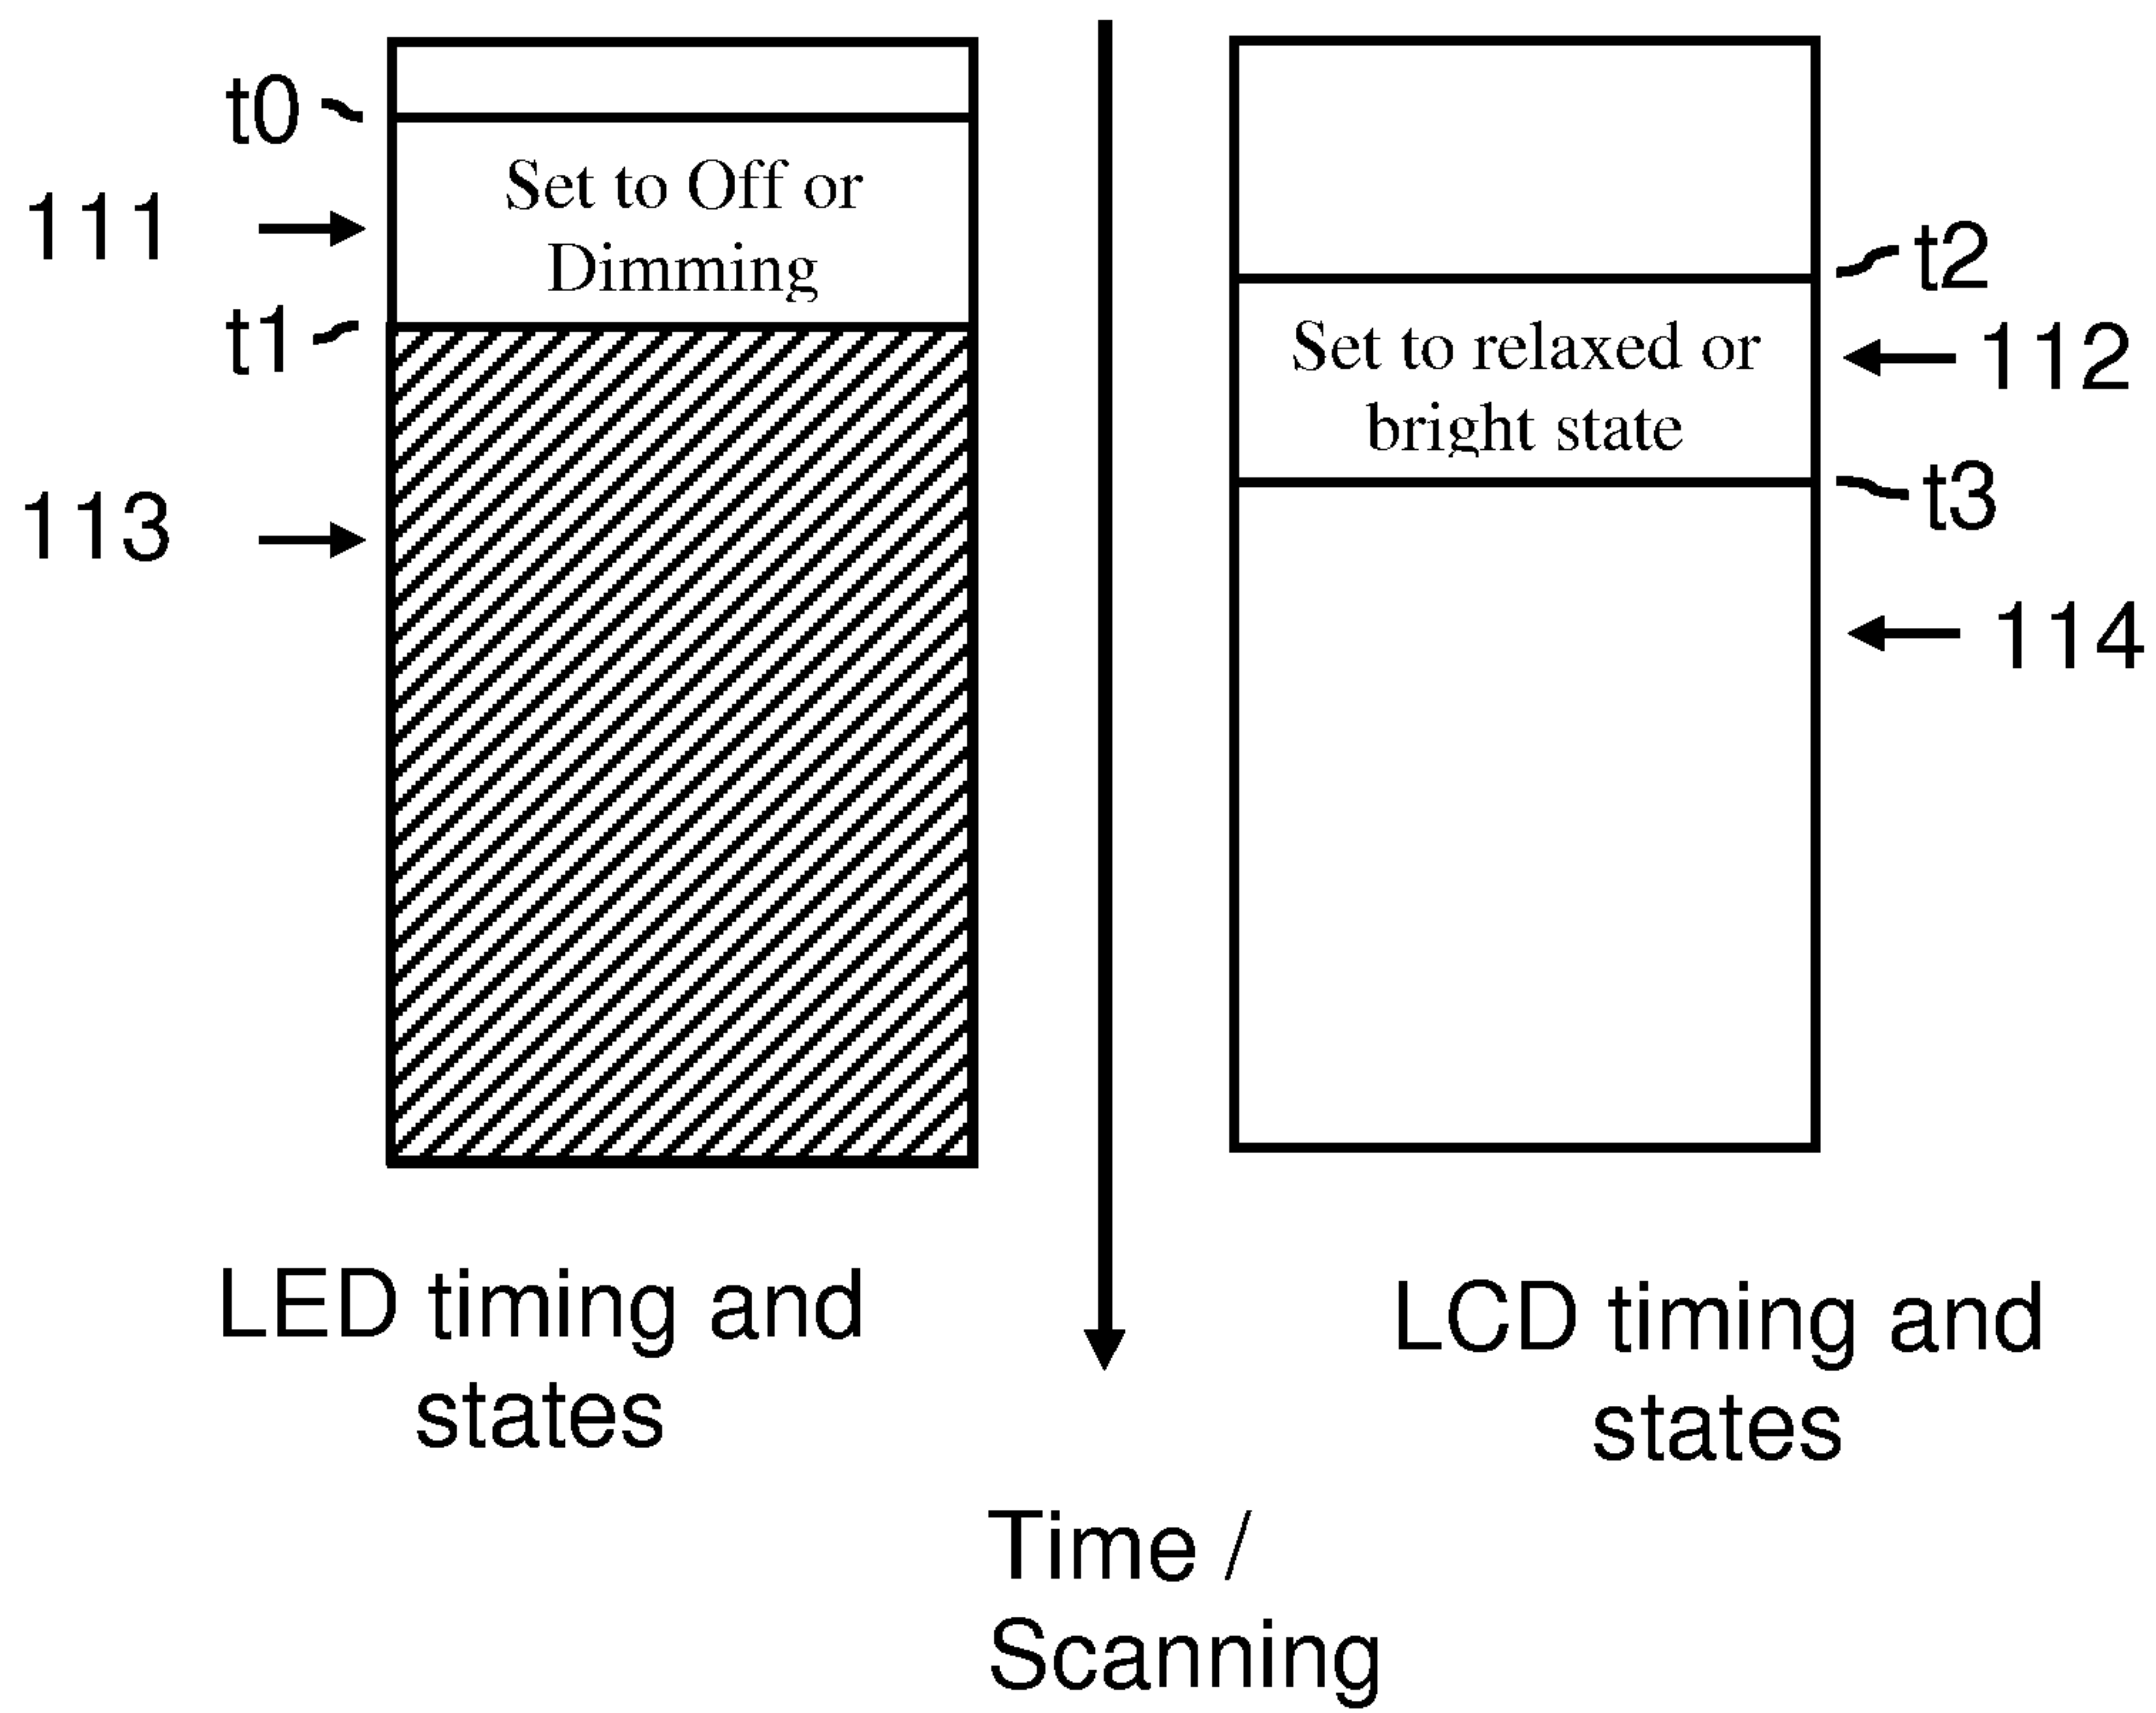 t0
111
Set to Off or
Dimming
t1
113
t2
Set to relaxed or
bright state
112
t3
114
LED timing and
states
LCD timing and
states
Time /
Scanning